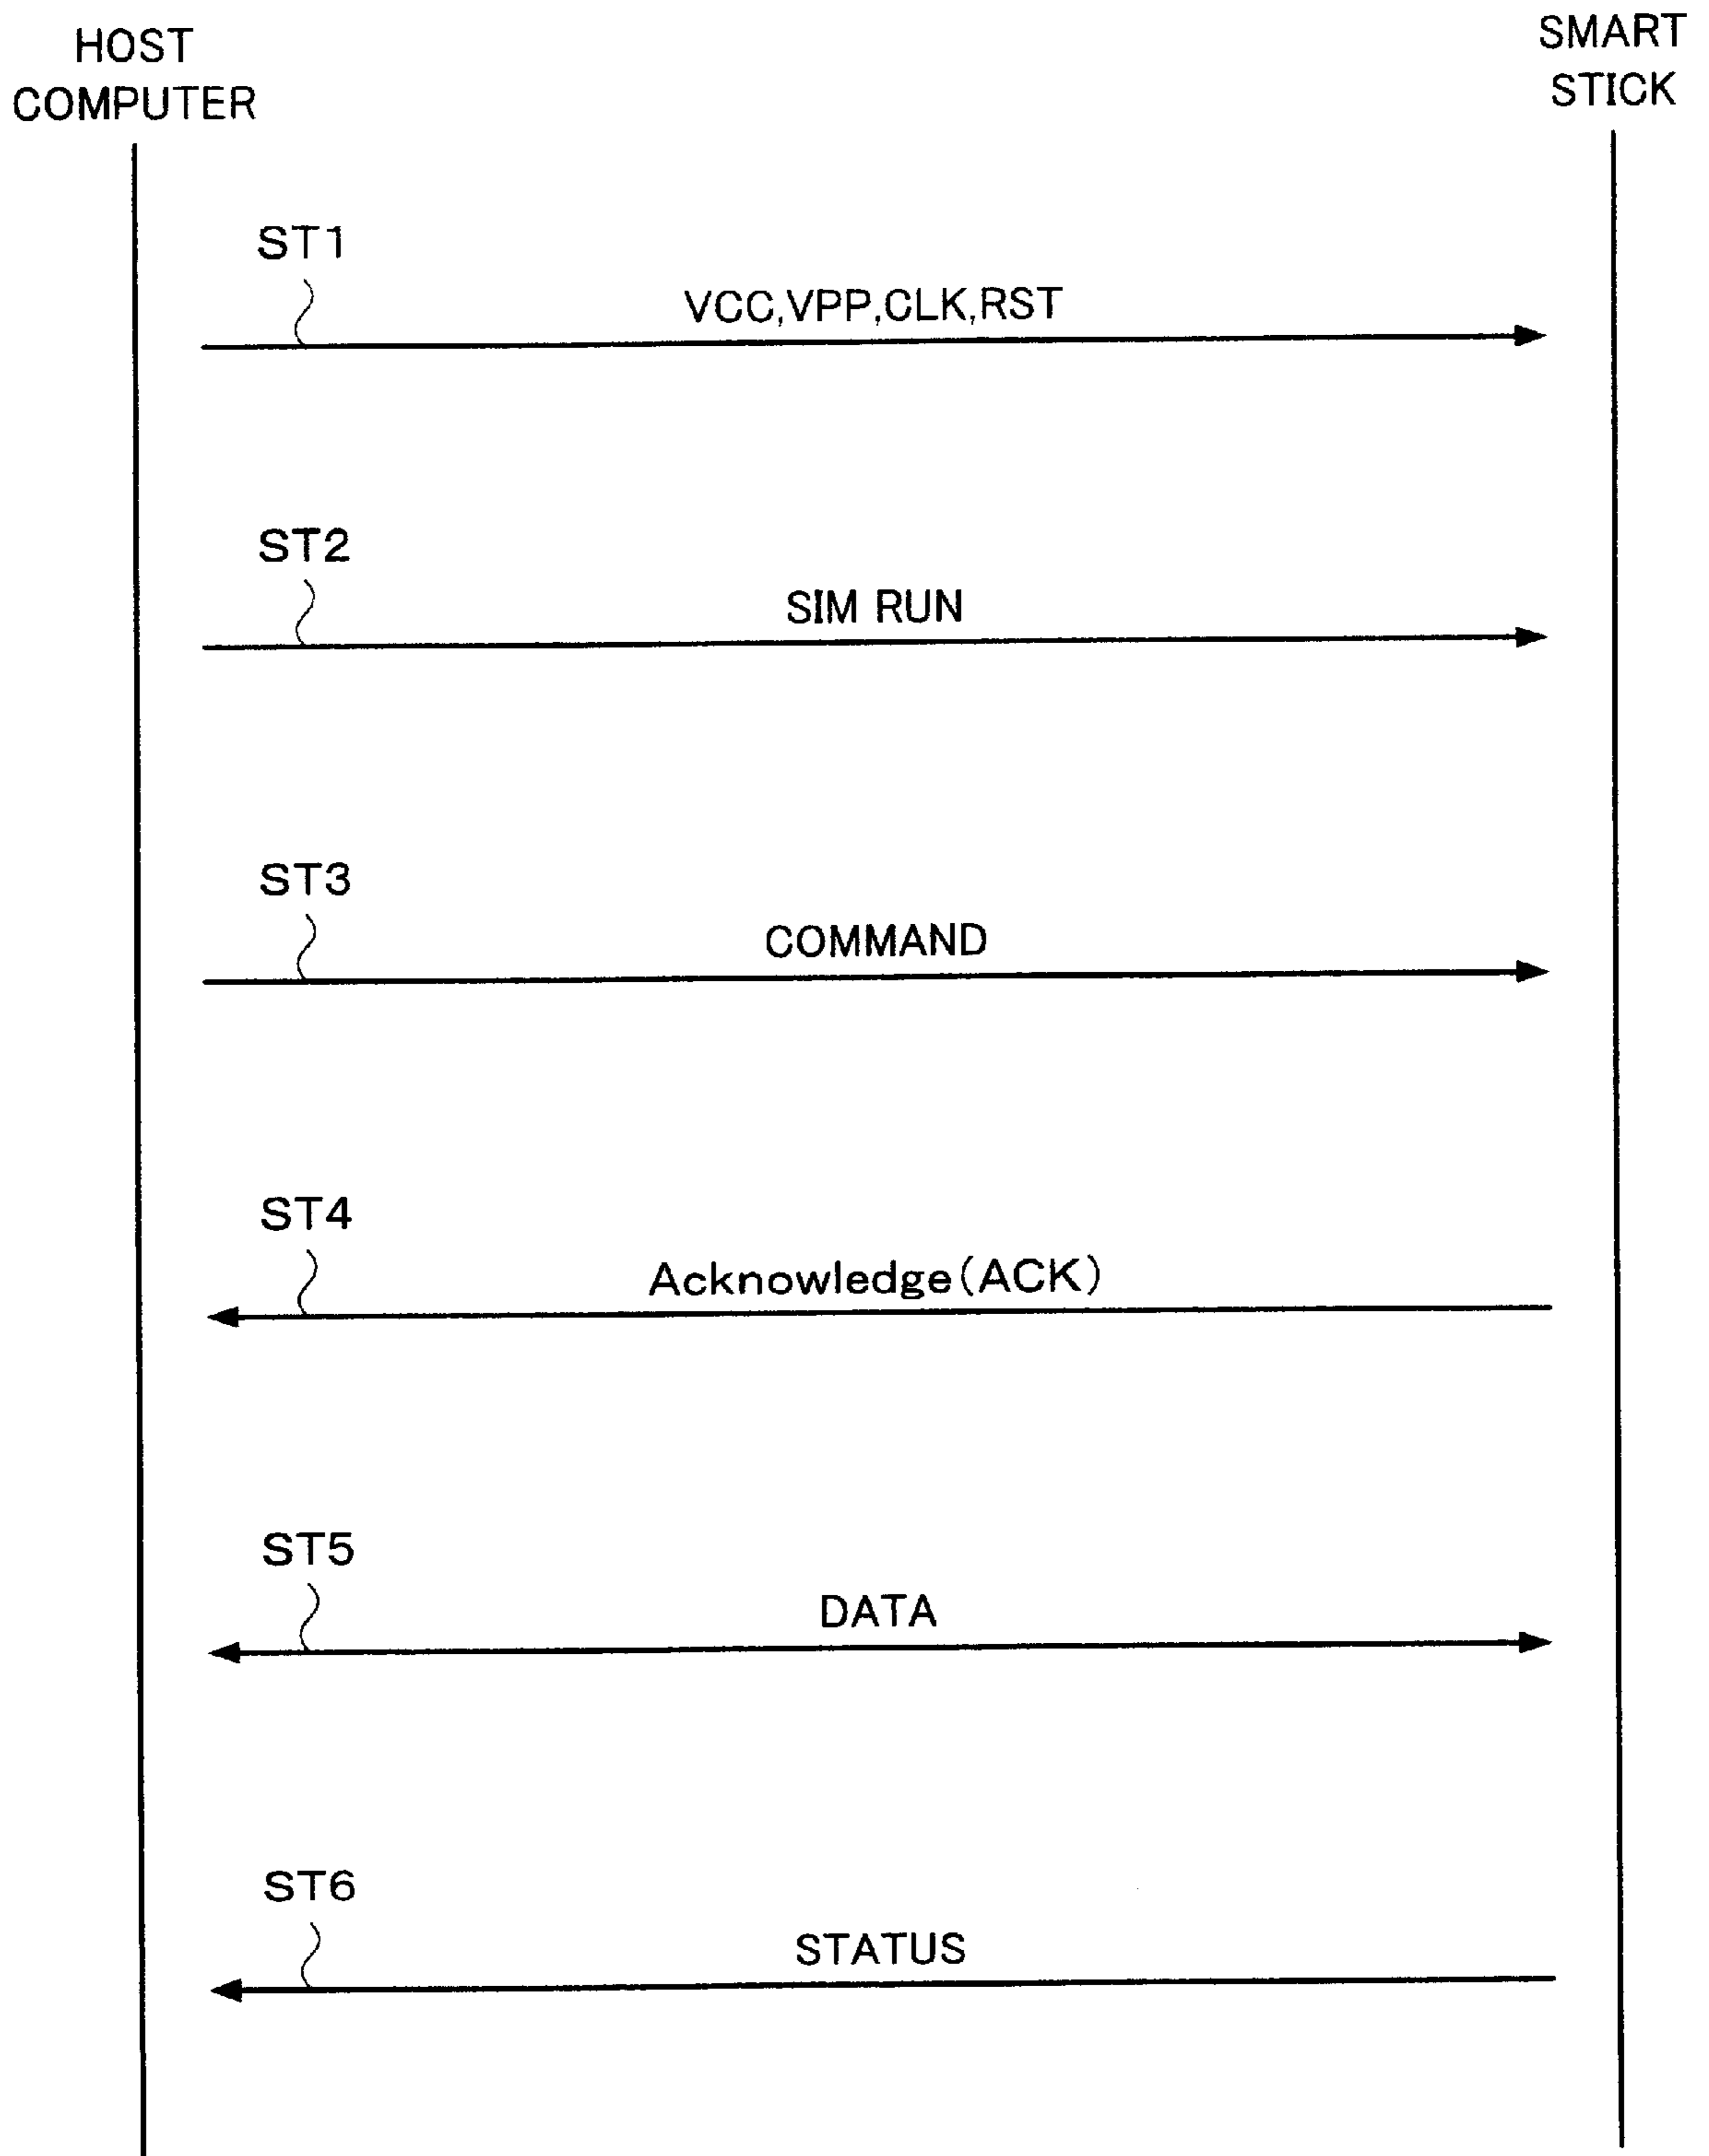 HOST
COMPUTER
SMART
STICK
ST1
VCC,VPP,CLK,RST
ST2
SIM RUN
ST3
COMMAND
ST4
Acknowledge(ACK)
ST5
DATA
ST6
STATUS